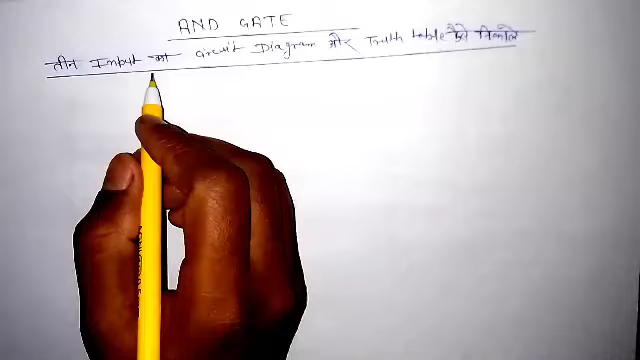 AND GATE
तीन Input का Circuit Diagram और Truth table कैसे निकाले